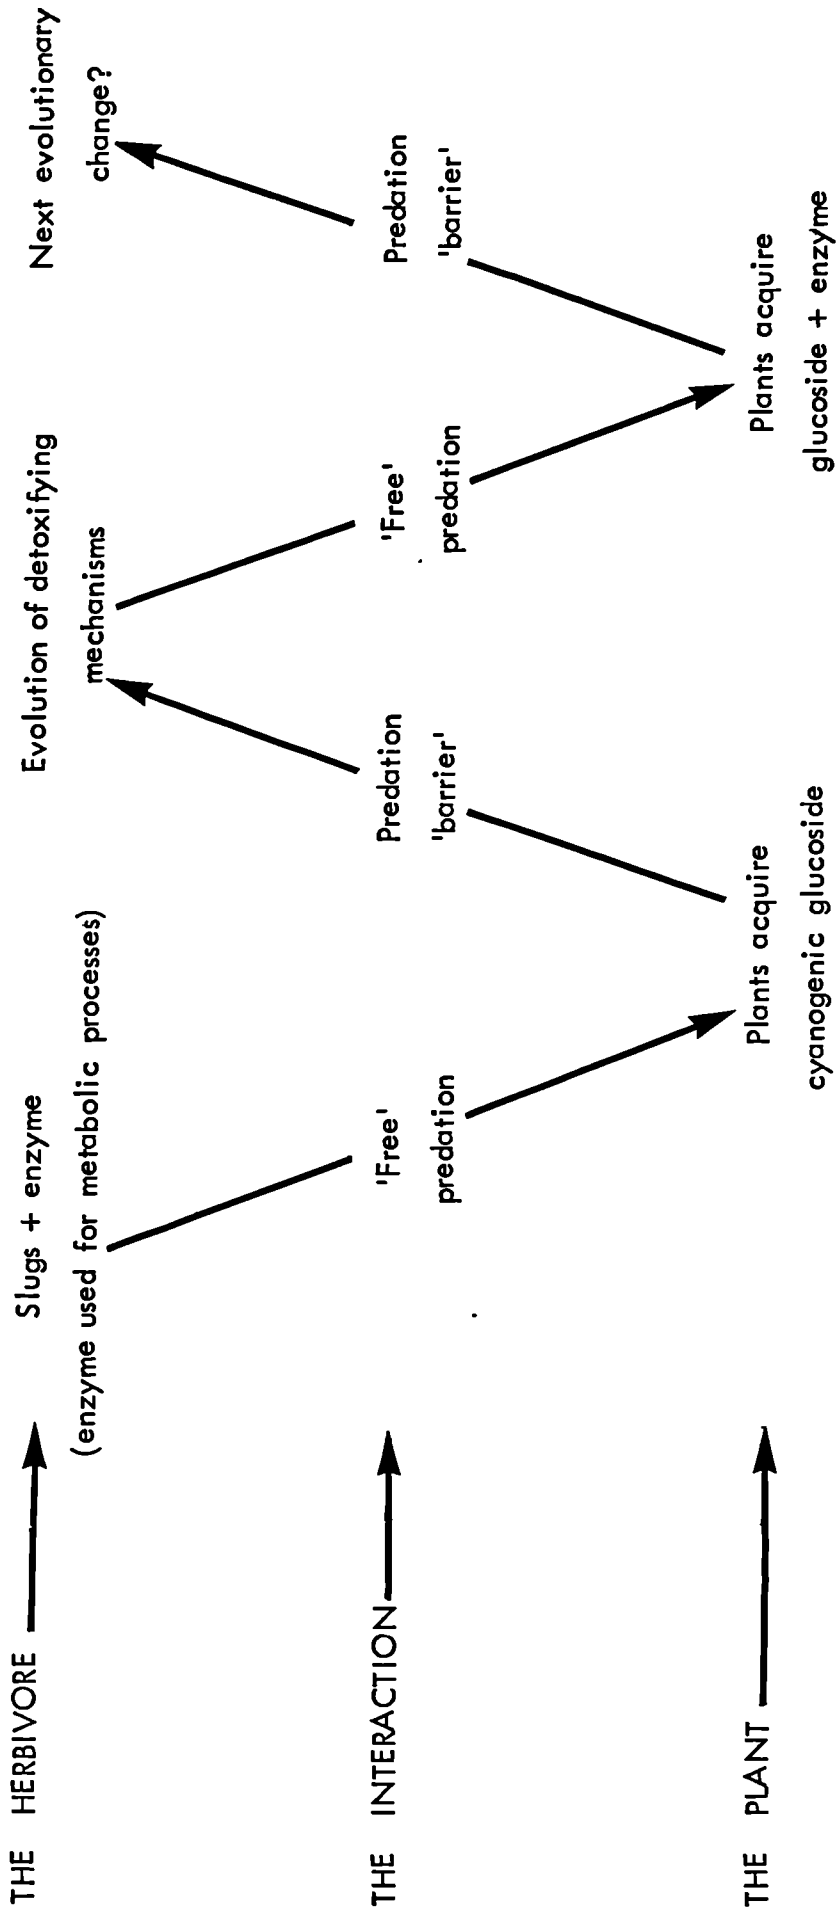 THE HERBIVORE
Slugs + enzyme
(enzyme used for metabolic processes)
Evolution of detoxifying
mechanisms
Next evolutionary
change?
THE INTERACTION
'Free'
predation
Predation
'barrier'
'Free'
predation
Predation
'barrier'
THE PLANT
Plants acquire
cyanogenic glucoside
Plants acquire
glucoside + enzyme